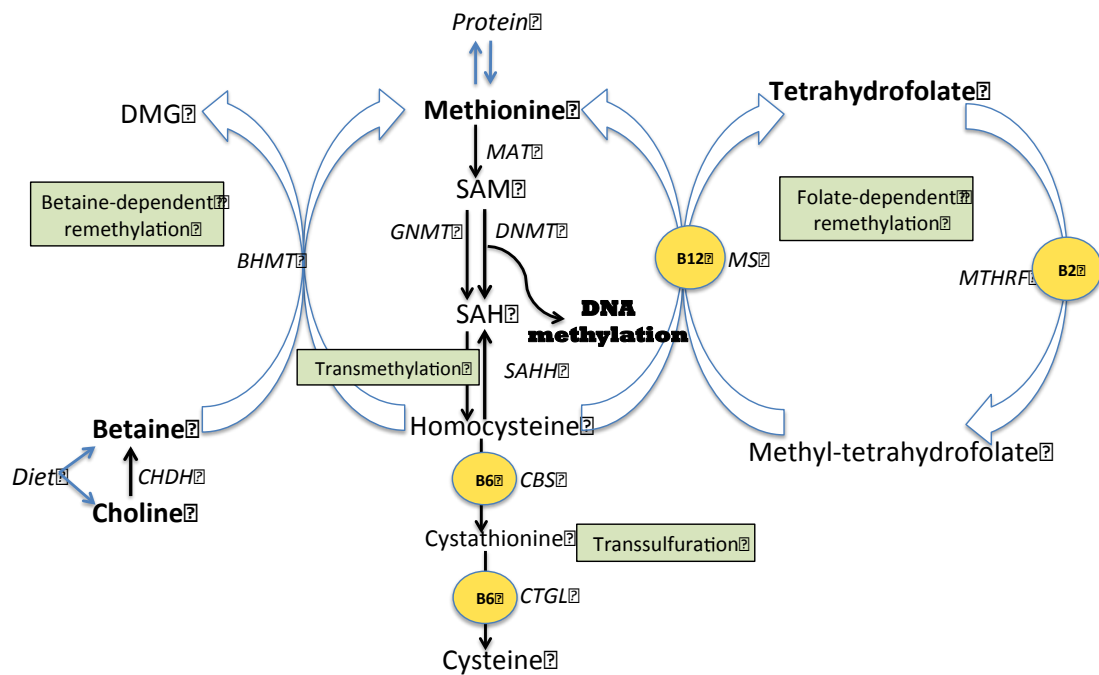 Protein
DMG
Methionine
Tetrahydrofolate
MAT
SAM
Betaine-dependent
remethylation
Folate-dependent
remethylation
GNMT
DNMT
BHMT
B12
MS
MTHRF
B2
SAH
DNA
methylation
Transmethylation
SAHH
Betaine
Homocysteine
Methyl-tetrahydrofolate
Diet
CHDH
Choline
B6
CBS
Cystathionine
Transsulfuration
B6
CTGL
Cysteine